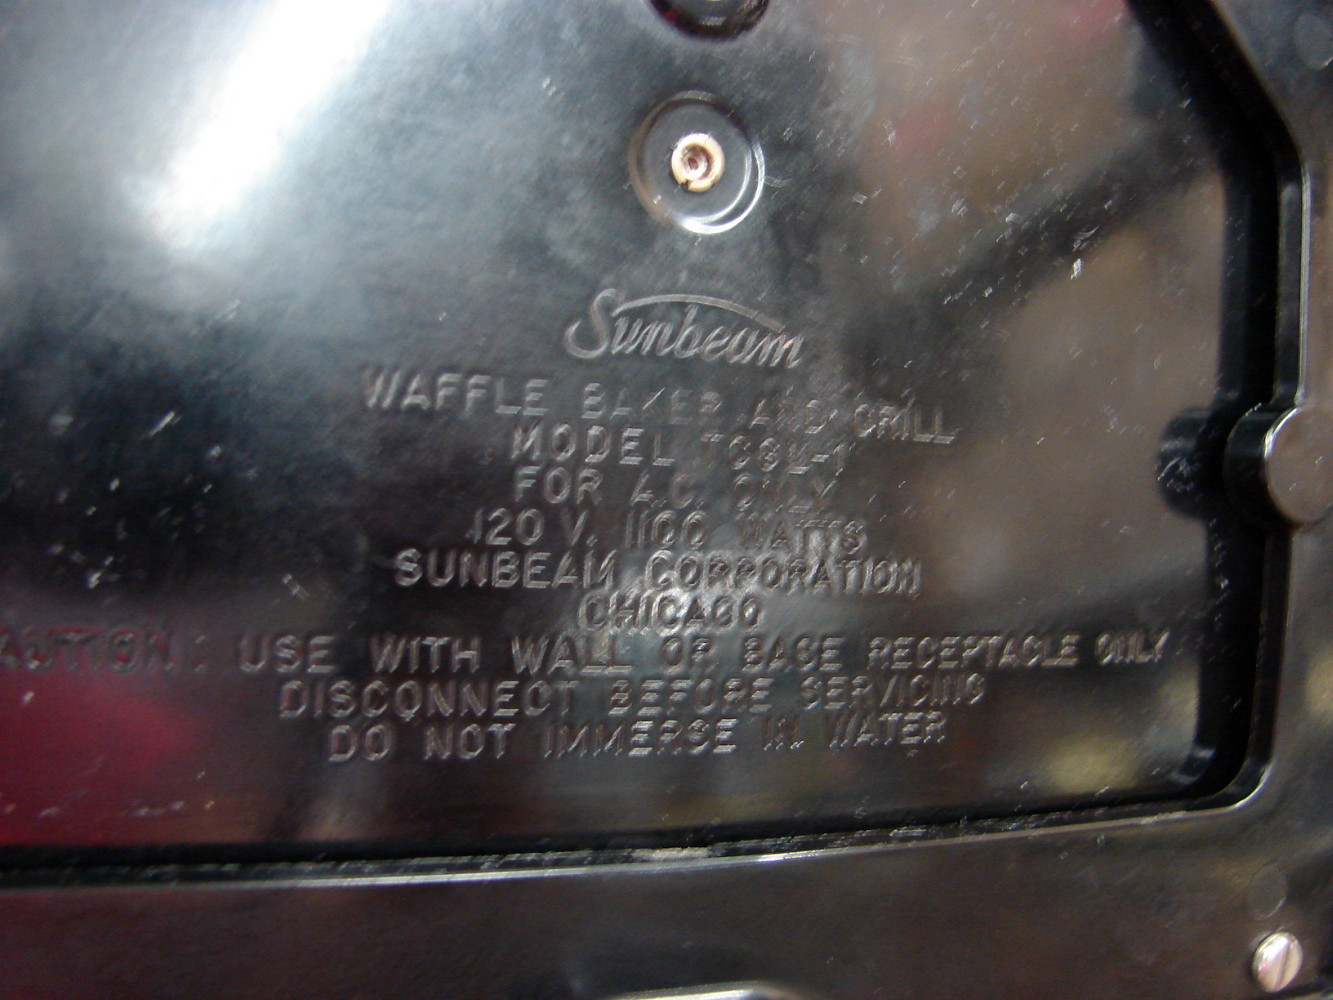 Sunbeam
WAFFLE BAKER AND GRILL
MODEL
FOR A.C. ONLY
120 V. 1100 WATTS
SUNBEAM CORPORATION
CHICAGO
CAUTION: USE WITH WALL OR BASE RECEPTACLE ONLY
DISCONNECT BEFORE SERVICING
DO NOT IMMERSE IN WATER